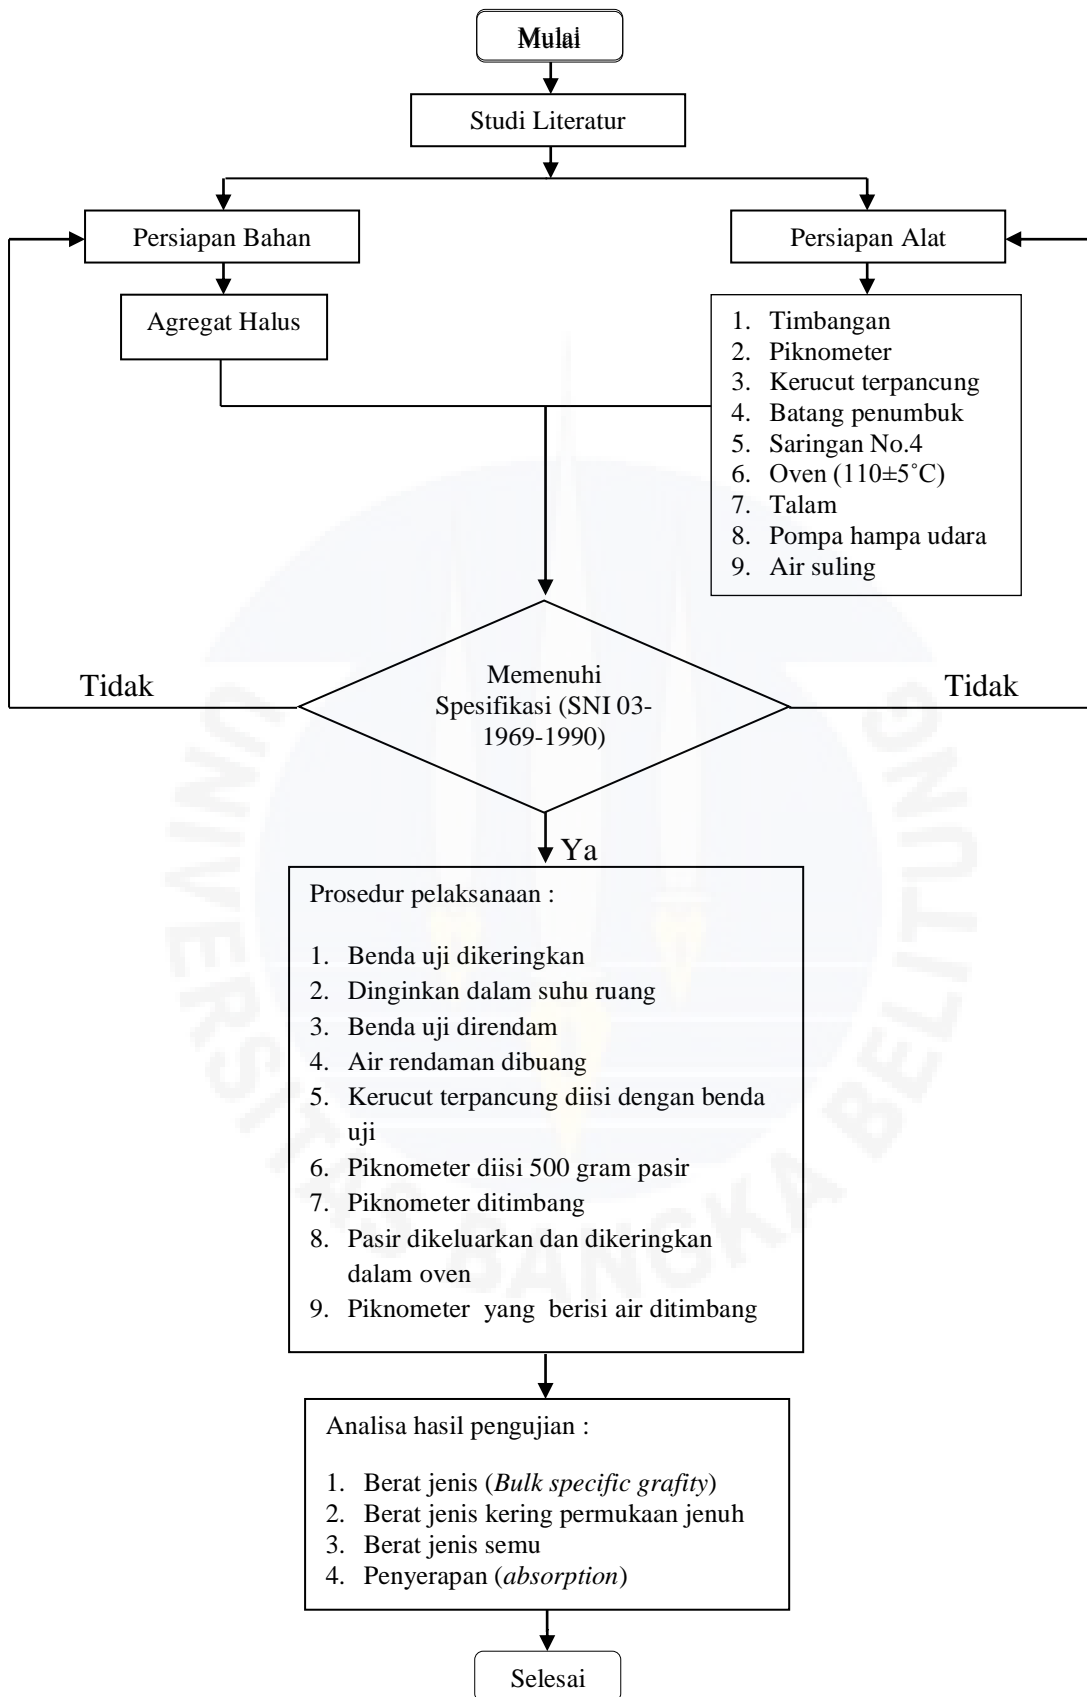 Mulai
Studi Literatur
Persiapan Bahan
Persiapan Alat
Agregat Halus
1. Timbangan
2. Piknometer
3. Kerucut terpancung
4. Batang penumbuk
5. Saringan No.4
6. Oven (110±5˚C)
7. Talam
8. Pompa hampa udara
9. Air suling
Memenuhi
Spesifikasi (SNI 03-
1969-1990)
Tidak
Tidak
Ya
Prosedur pelaksanaan :
1. Benda uji dikeringkan
2. Dinginkan dalam suhu ruang
3. Benda uji direndam
4. Air rendaman dibuang
5. Kerucut terpancung diisi dengan benda
uji
6. Piknometer diisi 500 gram pasir
7. Piknometer ditimbang
8. Pasir dikeluarkan dan dikeringkan
dalam oven
9. Piknometer yang berisi air ditimbang
Analisa hasil pengujian :
1. Berat jenis (Bulk specific grafity)
2. Berat jenis kering permukaan jenuh
3. Berat jenis semu
4. Penyerapan (absorption)
Selesai
UNIVERSITAS BANGKA BELITUNG